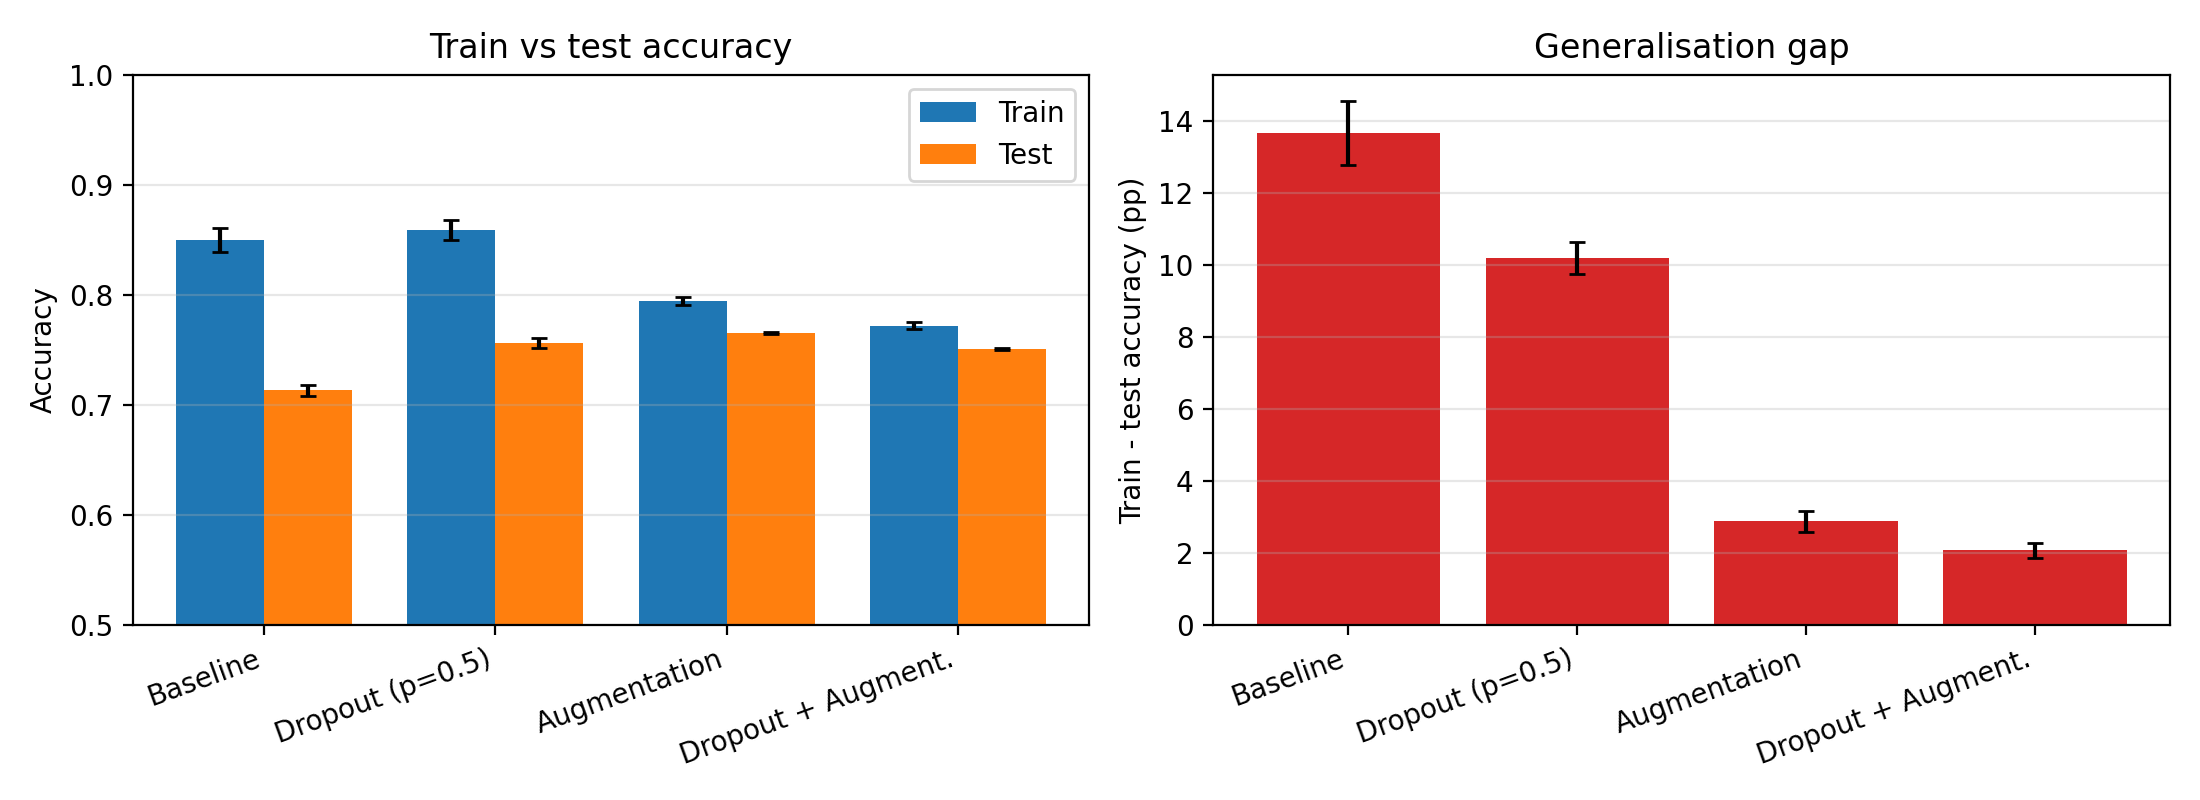 Train vs test accuracy
Accuracy
1.0
0.9
0.8
0.7
0.6
0.5
Train
Test
Baseline
Dropout (p=0.5)
Augmentation
Dropout + Augment.
Generalisation gap
Train - test accuracy (pp)
14
12
10
8
6
4
2
0
Baseline
Dropout (p=0.5)
Augmentation
Dropout + Augment.